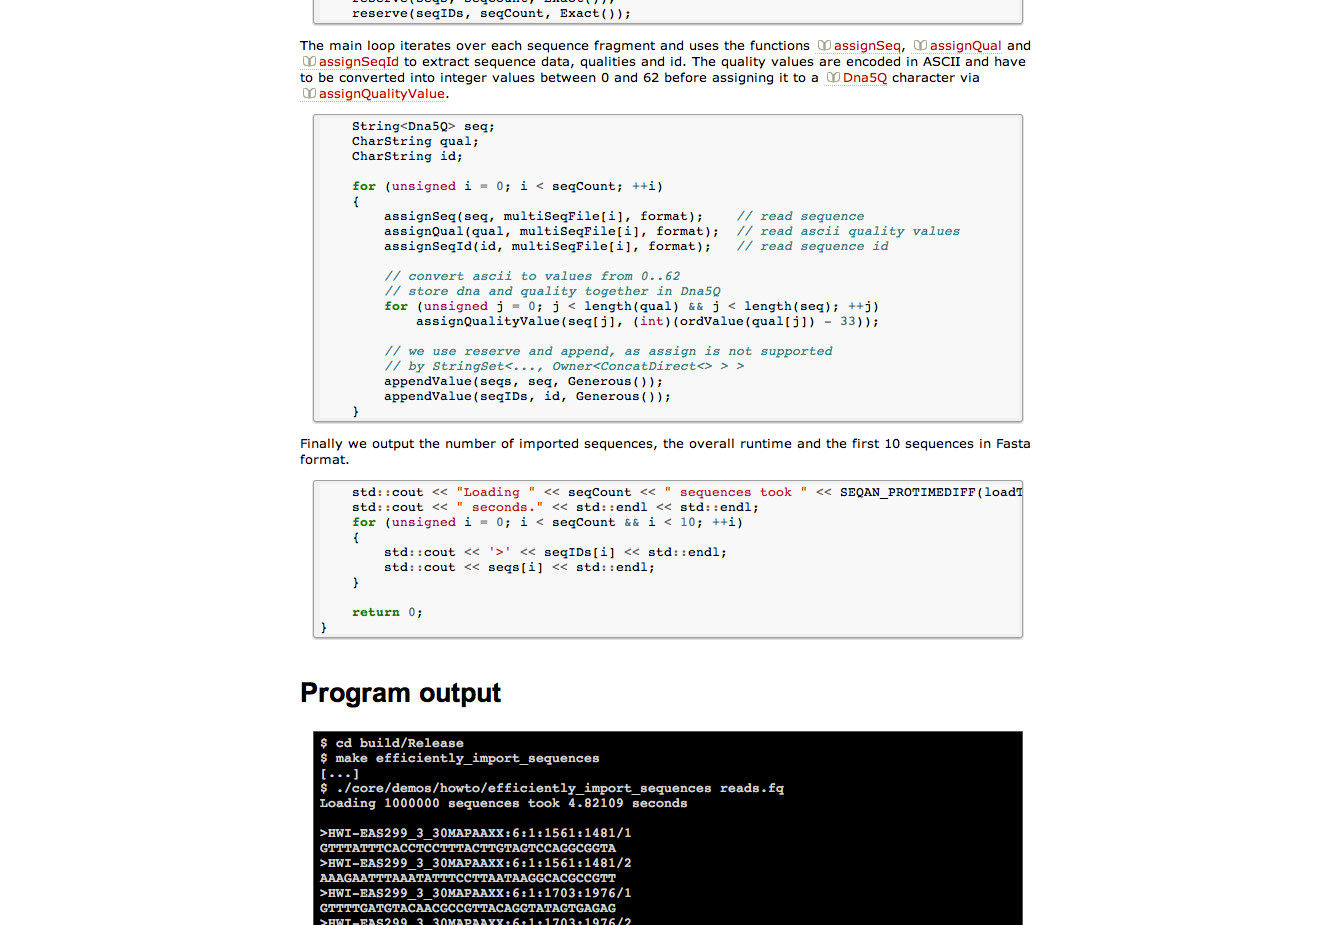 reserve(seqIDs, seqCount, Exact());
The main loop iterates over each sequence fragment and uses the functions assignSeq, assignQual and
assignSeqId to extract sequence data, qualities and id. The quality values are encoded in ASCII and have
to be converted into integer values between 0 and 62 before assigning it to a Dna5Q character via
assignQualityValue.
String<Dna5Q> seq;
CharString qual;
CharString id;
for (unsigned i = 0; i < seqCount; ++i)
{
assignSeq(seq, multiSeqFile[i], format);    // read sequence
assignQual(qual, multiSeqFile[i], format);  // read ascii quality values
assignSeqId(id, multiSeqFile[i], format);   // read sequence id
// convert ascii to values from 0..62
// store dna and quality together in Dna5Q
for (unsigned j = 0; j < length(qual) && j < length(seq); ++j)
assignQualityValue(seq[j], (int)(ordValue(qual[j]) - 33));
// we use reserve and append, as assign is not supported
// by StringSet<..., Owner<ConcatDirect<> > >
appendValue(seqs, seq, Generous());
appendValue(seqIDs, id, Generous());
}
Finally we output the number of imported sequences, the overall runtime and the first 10 sequences in Fasta
format.
std::cout << "Loading " << seqCount << " sequences took " << SEQAN_PROTIMEDIFF(loadT
std::cout << " seconds." << std::endl << std::endl;
for (unsigned i = 0; i < seqCount && i < 10; ++i)
{
std::cout << '>' << seqIDs[i] << std::endl;
std::cout << seqs[i] << std::endl;
}
return 0;
}
Program output
$ cd build/Release
$ make efficiently_import_sequences
[...]
$ ./core/demos/howto/efficiently_import_sequences reads.fq
Loading 1000000 sequences took 4.82109 seconds
>HWI-EAS299_3_30MAPAAXX:6:1:1561:1481/1
GTTTATTTCACCTCCTTTACTTGTAGTCCAGGCGGTA
>HWI-EAS299_3_30MAPAAXX:6:1:1561:1481/2
AAAGAATTTAAATATTTCCTTAATAAGGCACGCCGTT
>HWI-EAS299_3_30MAPAAXX:6:1:1703:1976/1
GTTTTGATGTACAACGCCGTTACAGGTATAGTGAGAG
>HWI-EAS299_3_30MAPAAXX:6:1:1703:1976/2